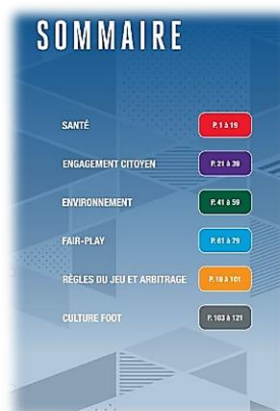 SOMMAIRE
SANTÉ P. 1 à 19
ENGAGEMENT CITOYEN P. 21 à 39
ENVIRONNEMENT P. 41 à 59
FAIR-PLAY P. 61 à 79
RÈGLES DU JEU ET ARBITRAGE P. 10 à 101
CULTURE FOOT P. 103 à 121